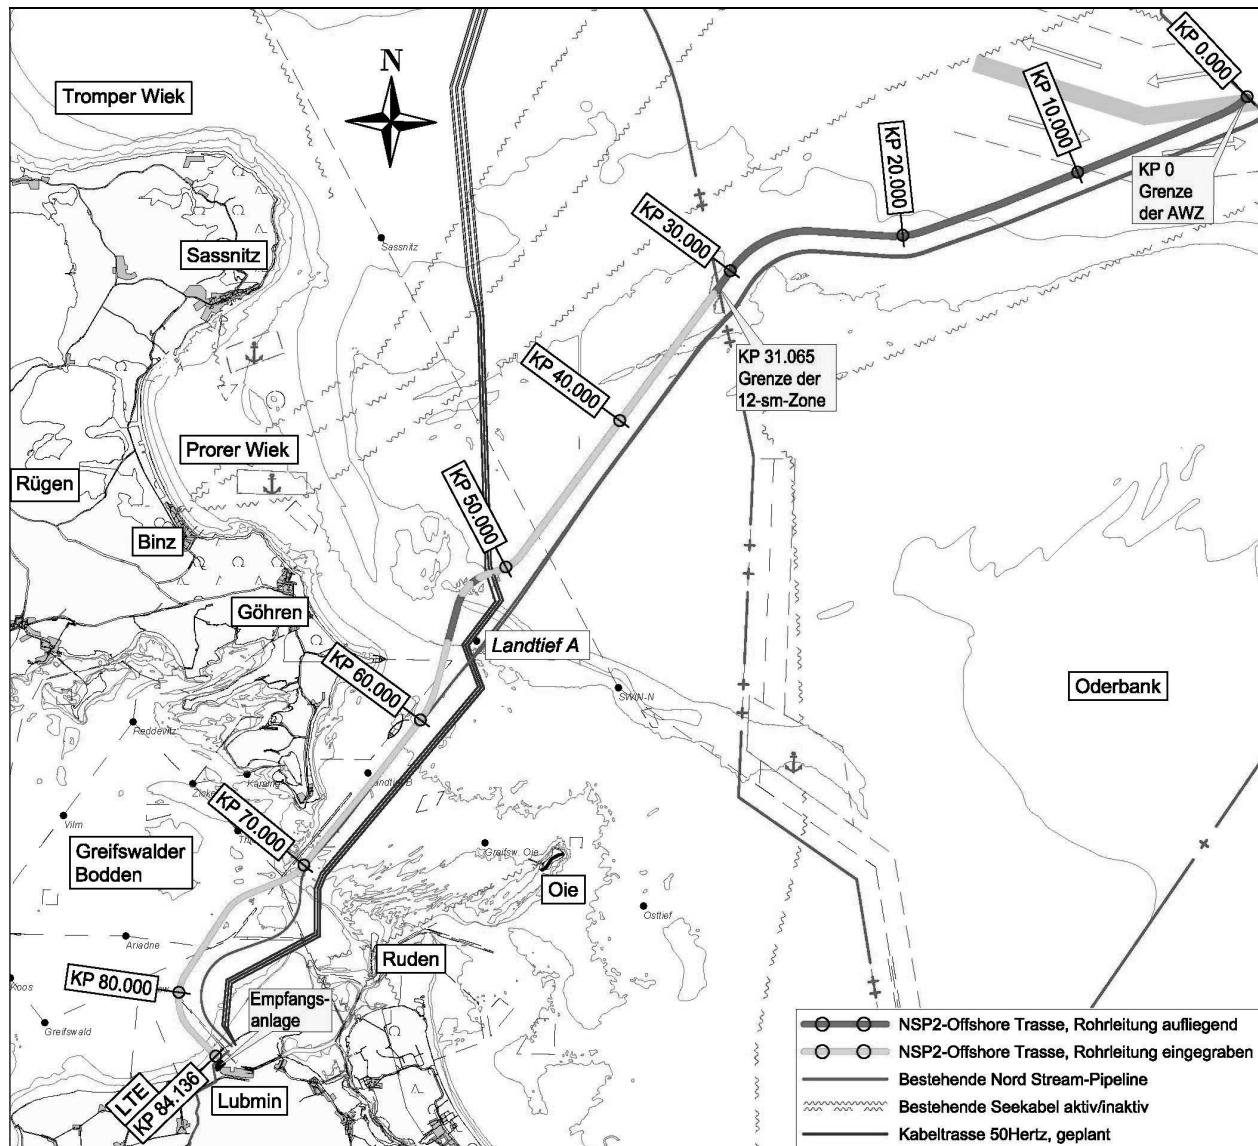 N
Tromper Wiek
Sassnitz
Sassnitz
Prorer Wiek
Rügen
Binz
Göhren
KP 0.000
KP 10.000
KP 20.000
KP 30.000
KP 40.000
KP 50.000
KP 60.000
KP 70.000
KP 80.000
LTE
KP 84.136
KP 0
Grenze
der AWZ
KP 31.065
Grenze der
12-sm-Zone
Landtief A
SWIN-N
Oderbank
Reddevitz
Vilm
Greifswalder
Bodden
Greifsw. Oie
Oie
Osttief
Ariadne
Ruden
Koos
Greifswald
Empfangs-
anlage
Lubmin
NSP2-Offshore Trasse, Rohrleitung aufliegend
NSP2-Offshore Trasse, Rohrleitung eingegraben
Bestehende Nord Stream-Pipeline
Bestehende Seekabel aktiv/inaktiv
Kabeltrasse 50Hertz, geplant